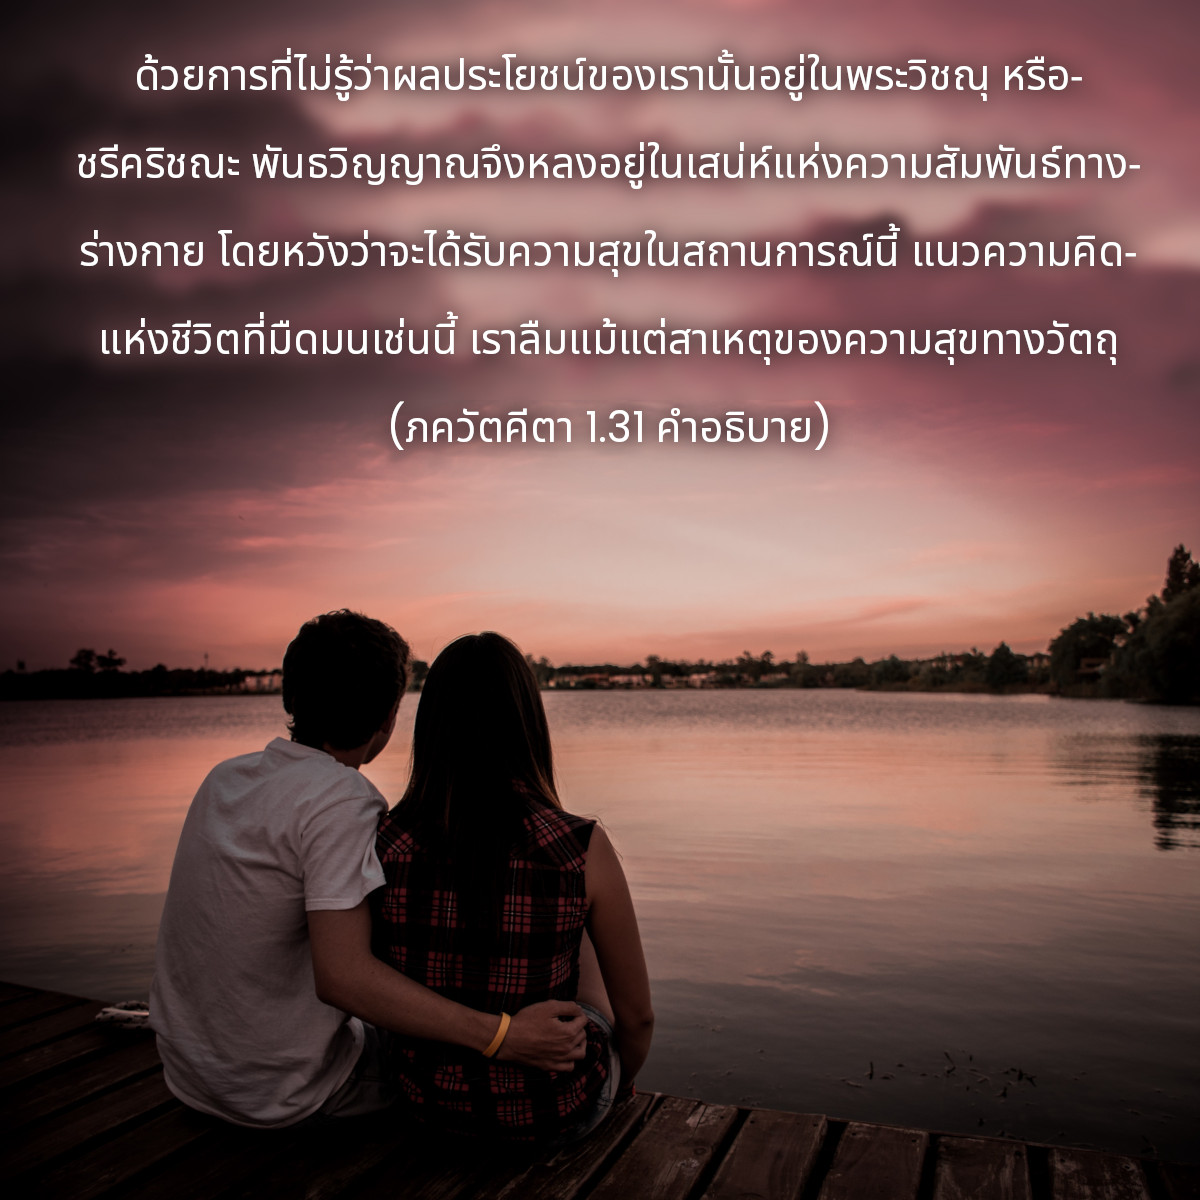 ด้วยการที่ไม่รู้ว่าผลประโยชน์ของเรานั้นอยู่ในพระวิชณุ หรือ-
ชรีคริชณะ พันธวิญญาณจึงหลงอยู่ในเสน่ห์แห่งความสัมพันธ์ทาง-
ร่างกาย โดยหวังว่าจะได้รับความสุขในสถานการณ์นี้ แนวความคิด-
แห่งชีวิตที่มืดมนเช่นนี้ เราลืมแม้แต่สาเหตุของความสุขทางวัตถุ
(ภควัตคีตา 1.31 คำอธิบาย)